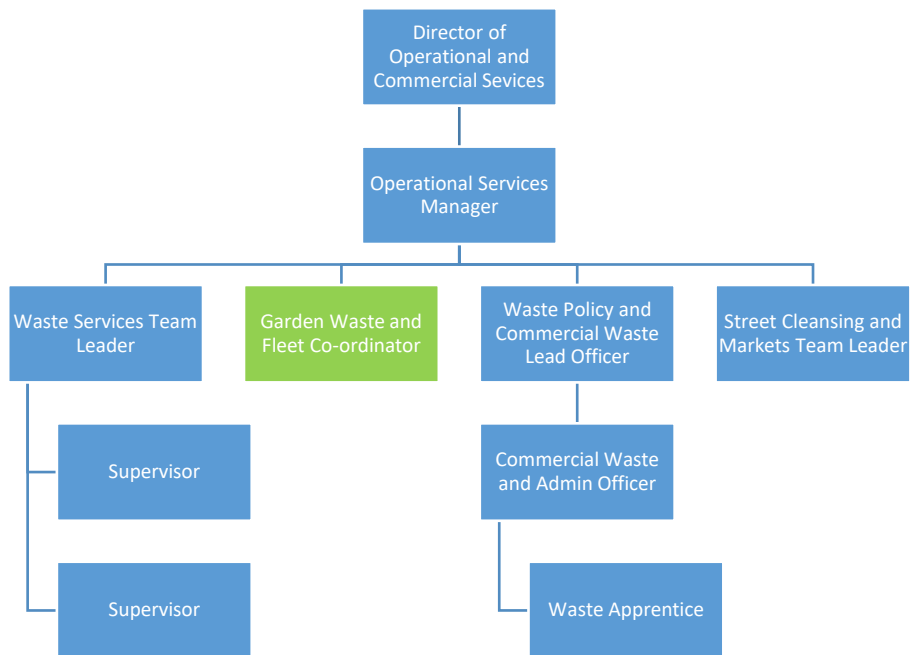 Director of
Operational and
Commercial Sevices
Operational Services
Manager
Waste Services Team
Leader
Garden Waste and
Fleet Co-ordinator
Waste Policy and
Commercial Waste
Lead Officer
Street Cleansing and
Markets Team Leader
Supervisor
Commercial Waste
and Admin Officer
Supervisor
Waste Apprentice